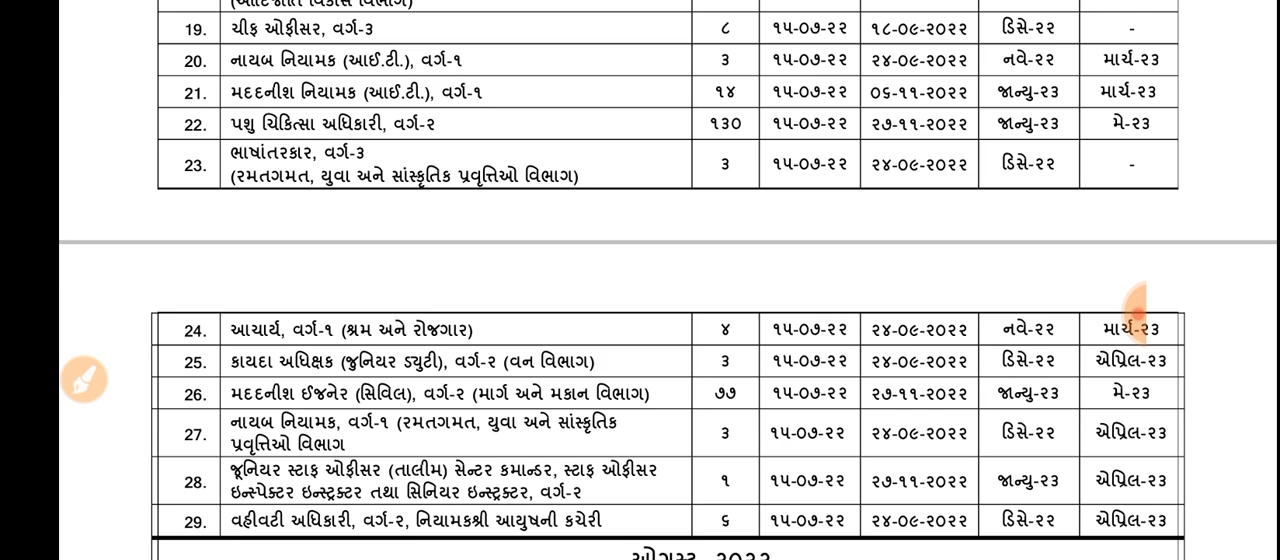 (આદિજાતિ વિકાસ વિભાગ)
19. ચીફ ઓફીસર, વર્ગ-૩ ૮ ૧૫-૦૭-૨૨ ૧૮-૦૯-૨૦૨૨ ડિસે-૨૨ -
20. નાયબ નિયામક (આઈ.ટી.), વર્ગ-૧ ૩ ૧૫-૦૭-૨૨ ૨૪-૦૯-૨૦૨૨ નવે-૨૨ માર્ચ-૨૩
21. મદદનીશ નિયામક (આઈ.ટી.), વર્ગ-૧ ૧૪ ૧૫-૦૭-૨૨ ૦૬-૧૧-૨૦૨૨ જાન્યુ-૨૩ માર્ચ-૨૩
22. પશુ ચિકિત્સા અધિકારી, વર્ગ-૨ ૧૩૦ ૧૫-૦૭-૨૨ ૨૭-૧૧-૨૦૨૨ જાન્યુ-૨૩ મે-૨૩
23. ભાષાંતરકાર, વર્ગ-૩
(રમતગમત, યુવા અને સાંસ્કૃતિક પ્રવૃત્તિઓ વિભાગ) ૩ ૧૫-૦૭-૨૨ ૨૪-૦૯-૨૦૨૨ ડિસે-૨૨ -
24. આચાર્ય, વર્ગ-૧ (શ્રમ અને રોજગાર) ૪ ૧૫-૦૭-૨૨ ૨૪-૦૯-૨૦૨૨ નવે-૨૨ માર્ચ-૨૩
25. કાયદા અધિક્ષક (જુનિયર ડ્યુટી), વર્ગ-૨ (વન વિભાગ) ૩ ૧૫-૦૭-૨૨ ૨૪-૦૯-૨૦૨૨ ડિસે-૨૨ એપ્રિલ-૨૩
26. મદદનીશ ઈજનેર (સિવિલ), વર્ગ-૨ (માર્ગ અને મકાન વિભાગ) ૭૭ ૧૫-૦૭-૨૨ ૨૭-૧૧-૨૦૨૨ જાન્યુ-૨૩ મે-૨૩
27. નાયબ નિયામક, વર્ગ-૧ (રમતગમત, યુવા અને સાંસ્કૃતિક
પ્રવૃત્તિઓ વિભાગ ૩ ૧૫-૦૭-૨૨ ૨૪-૦૯-૨૦૨૨ ડિસે-૨૨ એપ્રિલ-૨૩
28. જૂનિયર સ્ટાફ ઓફીસર (તાલીમ) સેન્ટર કમાન્ડર, સ્ટાફ ઓફીસર
ઇન્સ્પેક્ટર ઇન્સ્ટ્રક્ટર તથા સિનિયર ઇન્સ્ટ્રક્ટર, વર્ગ-૨ ૧ ૧૫-૦૭-૨૨ ૨૭-૧૧-૨૦૨૨ જાન્યુ-૨૩ એપ્રિલ-૨૩
29. વહીવટી અધિકારી, વર્ગ-૨, નિયામકશ્રી આયુષની કચેરી ૬ ૧૫-૦૭-૨૨ ૨૪-૦૯-૨૦૨૨ ડિસે-૨૨ એપ્રિલ-૨૩
ઓગસ્ટ-૨૦૨૨